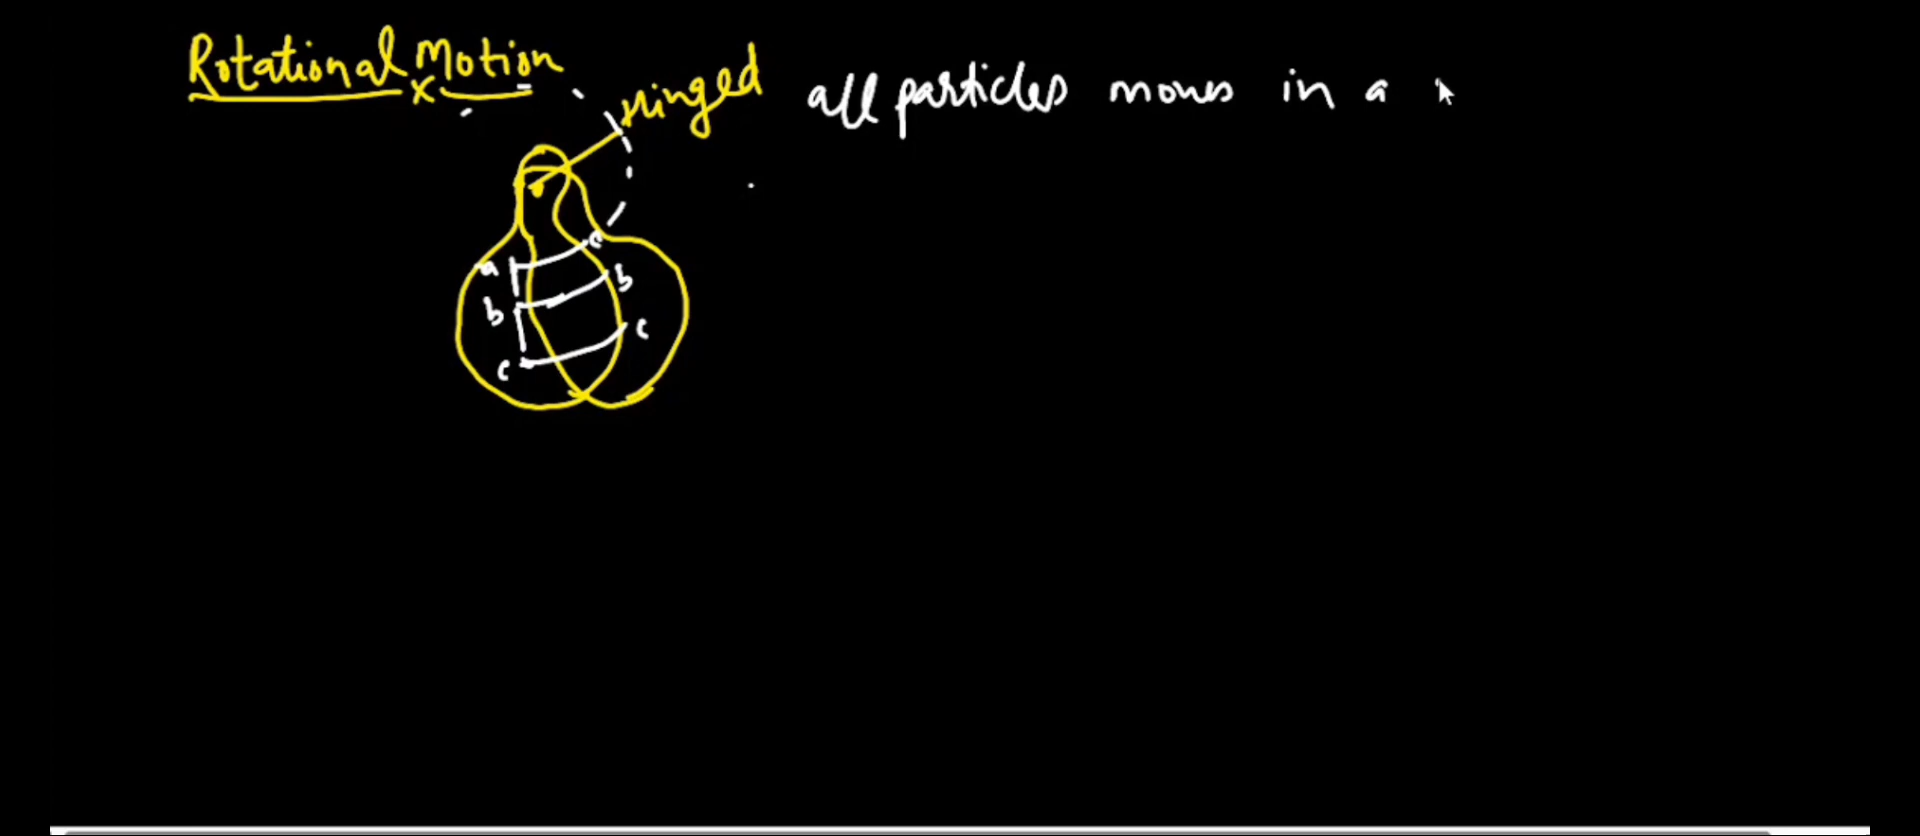 Rotational Motion
x
Hinged
all particles moves in a
a
b
b
c
c